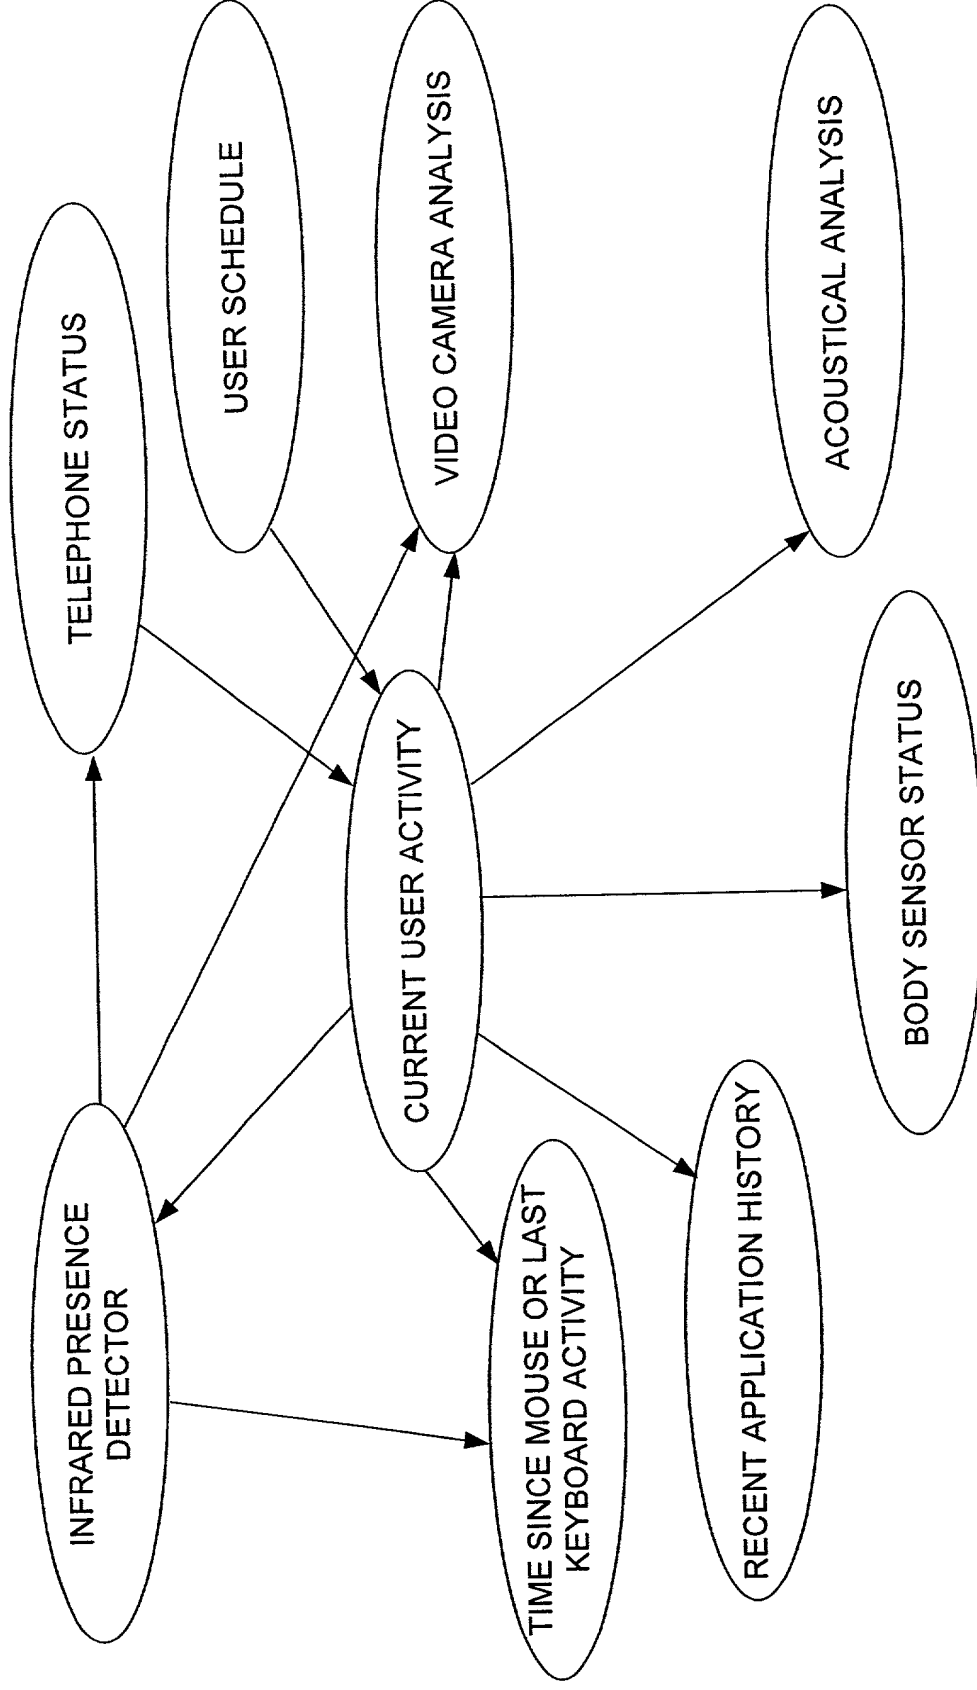 INFRARED PRESENCE
DETECTOR
TELEPHONE STATUS
USER SCHEDULE
CURRENT USER ACTIVITY
VIDEO CAMERA ANALYSIS
TIME SINCE MOUSE OR LAST
KEYBOARD ACTIVITY
RECENT APPLICATION HISTORY
BODY SENSOR STATUS
ACOUSTICAL ANALYSIS